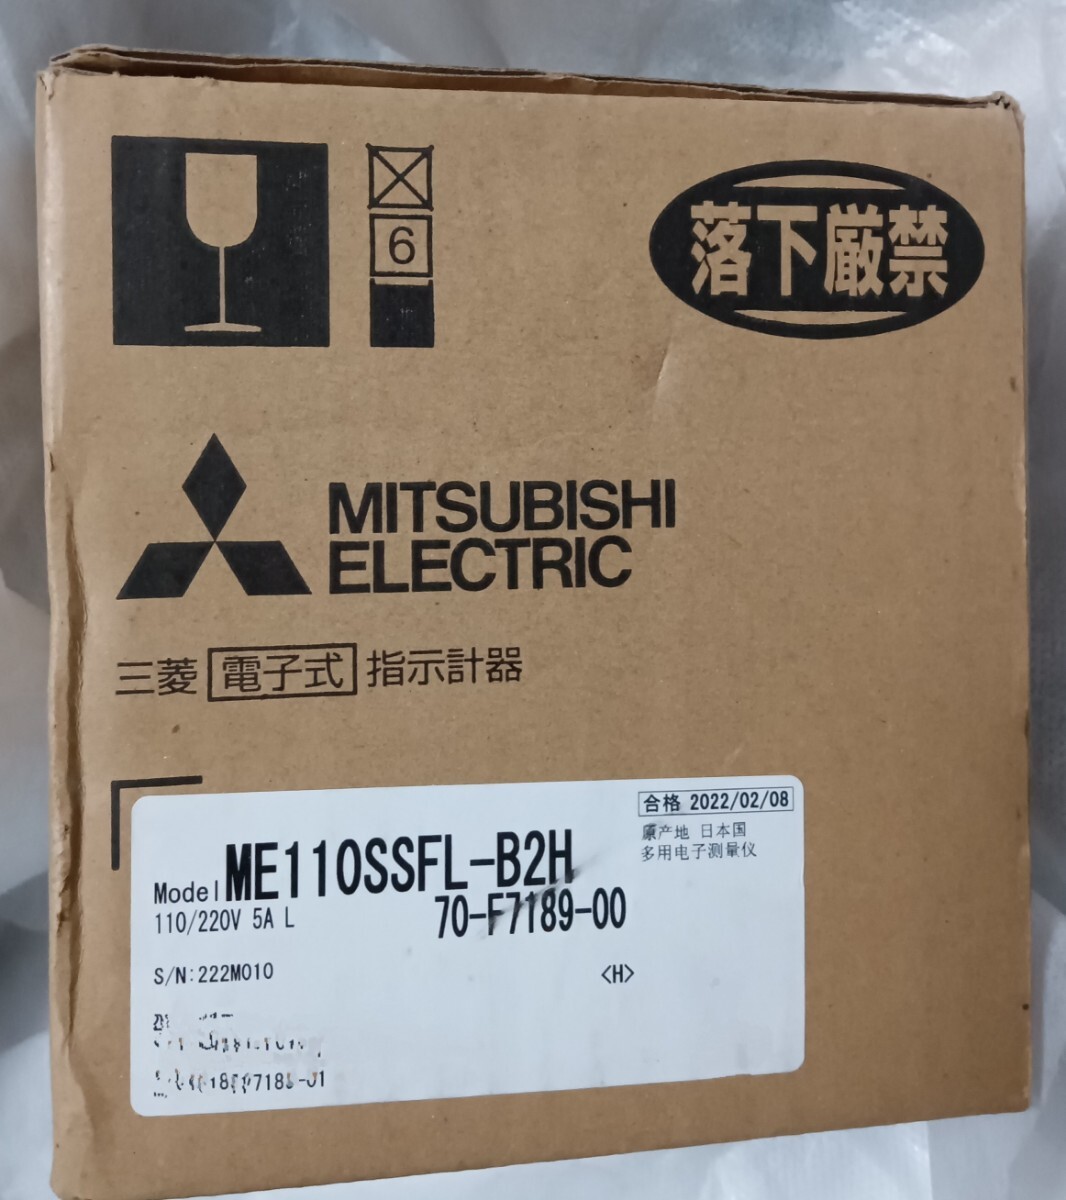 6
落下厳禁
MITSUBISHI
ELECTRIC
三菱 電子式 指示計器
合格 2022/02/08
原产地 日本国
多用电子测量仪
Model ME110SSFL-B2H
110/220V 5A L 70-F7189-00
S/N:222M010 <H>